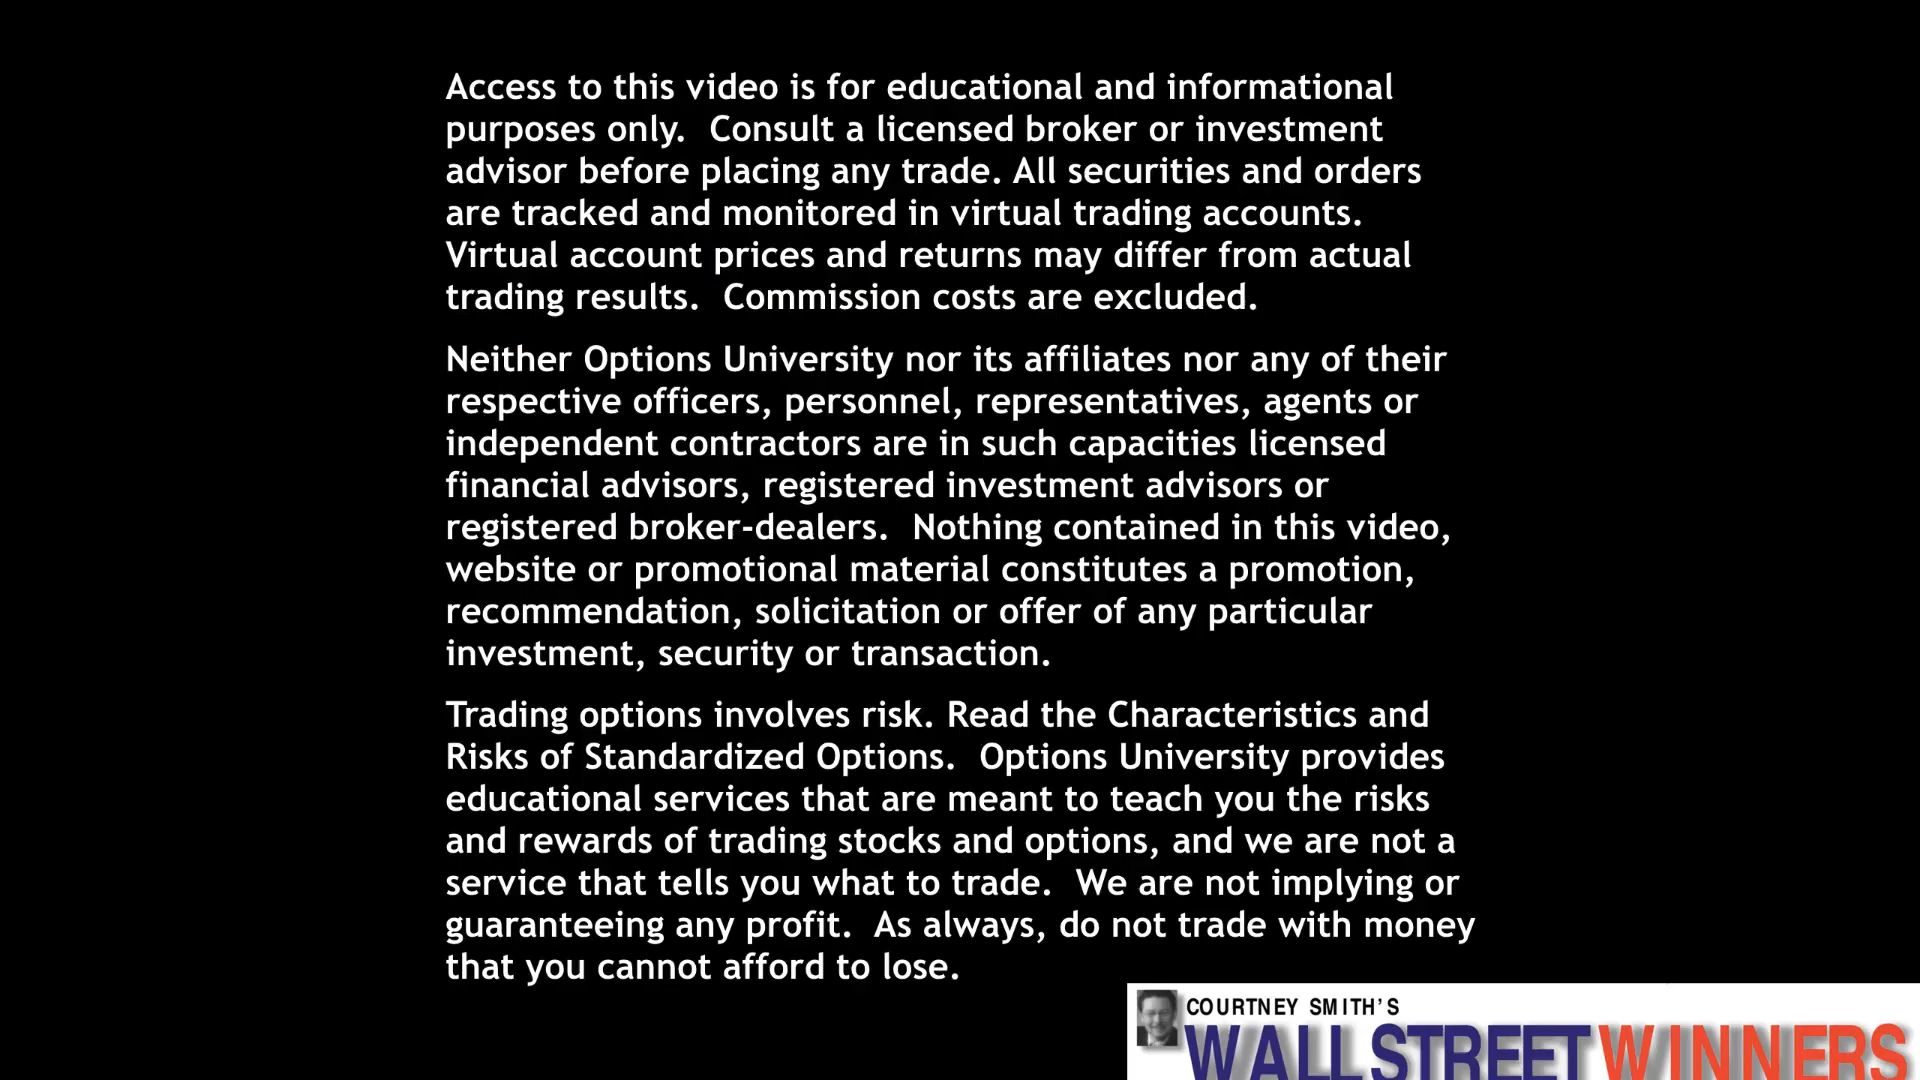 Access to this video is for educational and informational
purposes only.  Consult a licensed broker or investment
advisor before placing any trade. All securities and orders
are tracked and monitored in virtual trading accounts.
Virtual account prices and returns may differ from actual
trading results.  Commission costs are excluded.
Neither Options University nor its affiliates nor any of their
respective officers, personnel, representatives, agents or
independent contractors are in such capacities licensed
financial advisors, registered investment advisors or
registered broker-dealers.  Nothing contained in this video,
website or promotional material constitutes a promotion,
recommendation, solicitation or offer of any particular
investment, security or transaction.
Trading options involves risk. Read the Characteristics and
Risks of Standardized Options.  Options University provides
educational services that are meant to teach you the risks
and rewards of trading stocks and options, and we are not a
service that tells you what to trade.  We are not implying or
guaranteeing any profit.  As always, do not trade with money
that you cannot afford to lose.
COURTNEY SMITH'S
WALL STREET WINNERS